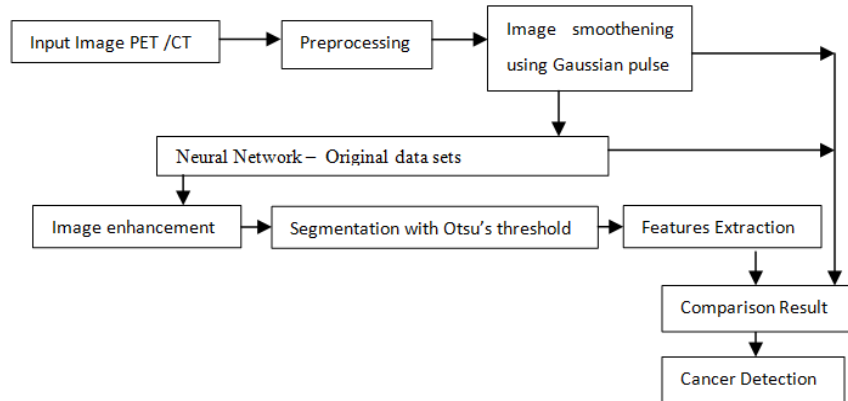 Input Image PET /CT
Preprocessing
Image smoothening
using Gaussian pulse
Neural Network – Original data sets
Image enhancement
Segmentation with Otsu's threshold
Features Extraction
Comparison Result
Cancer Detection